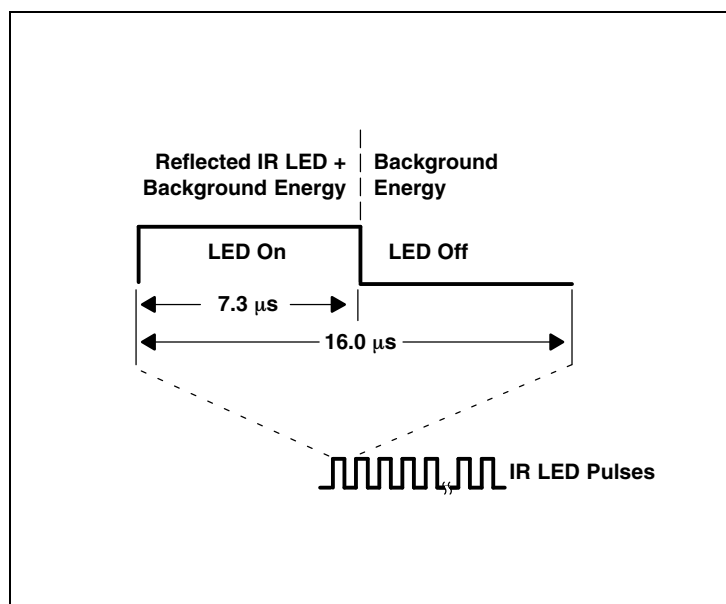 Reflected IR LED +
Background Energy
Background
Energy
LED On
LED Off
7.3 μs
16.0 μs
IR LED Pulses